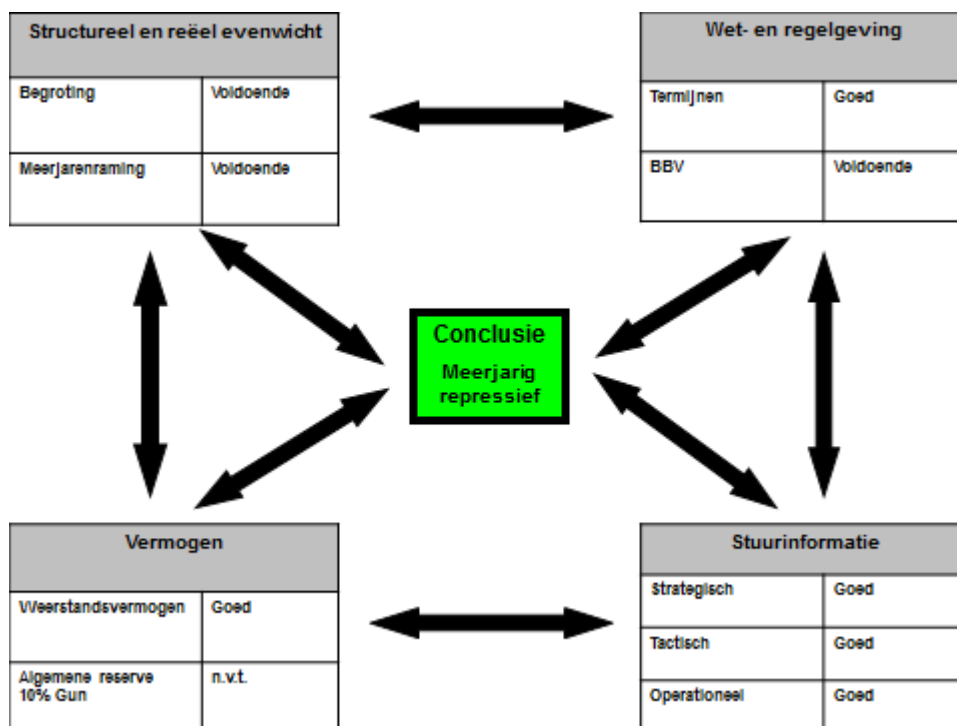 Structureel en reëel evenwicht
Begroting Voldoende
Meerjarenraming Voldoende
Wet- en regelgeving
Termijnen Goed
BBV Voldoende
Conclusie
Meerjarig
repressief
Vermogen
Weerstandsvermogen Goed
Algemene reserve n.v.t.
10% Gun
Stuurinformatie
Strategisch Goed
Tactisch Goed
Operationeel Goed